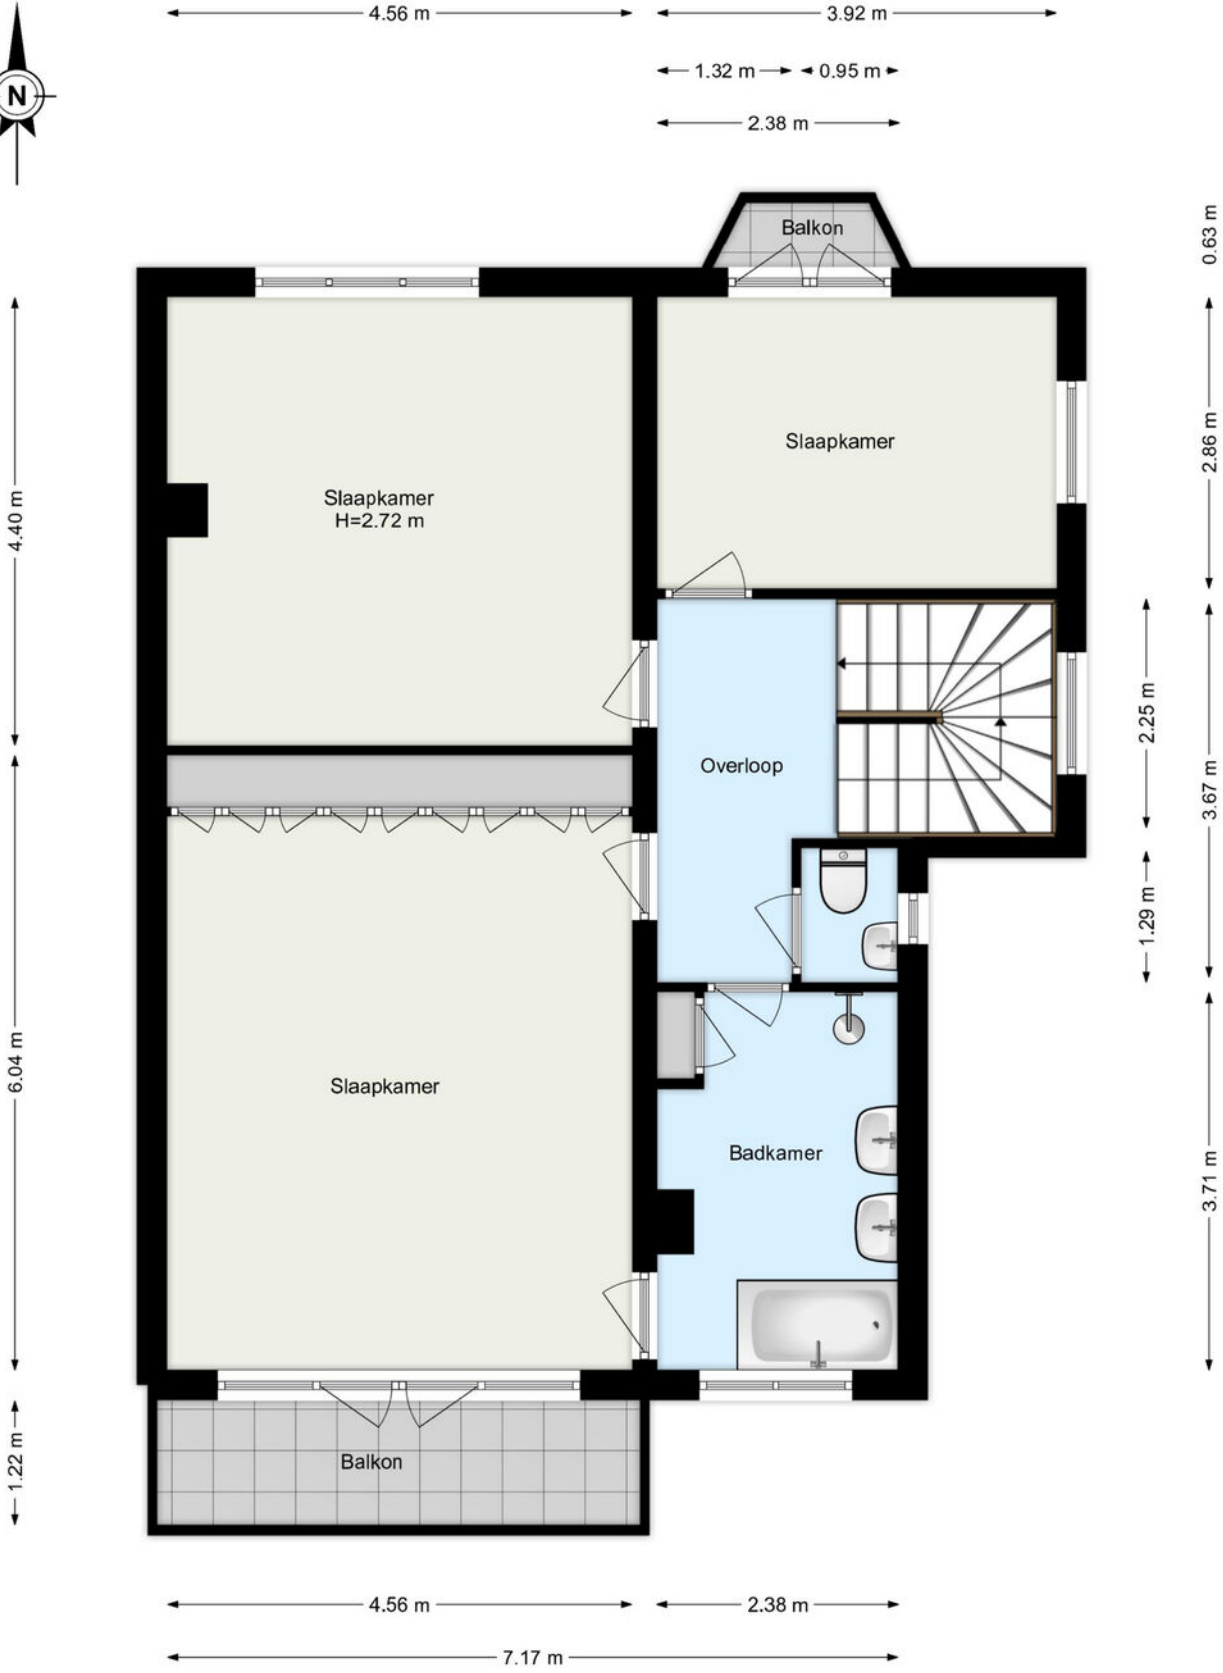 4.56 m
3.92 m
1.32 m
0.95 m
2.38 m
N
0.63 m
Balkon
2.86 m
Slaapkamer
4.40 m
Slaapkamer
H=2.72 m
2.25 m
3.67 m
Overloop
1.29 m
6.04 m
Slaapkamer
Badkamer
3.71 m
1.22 m
Balkon
4.56 m
2.38 m
7.17 m